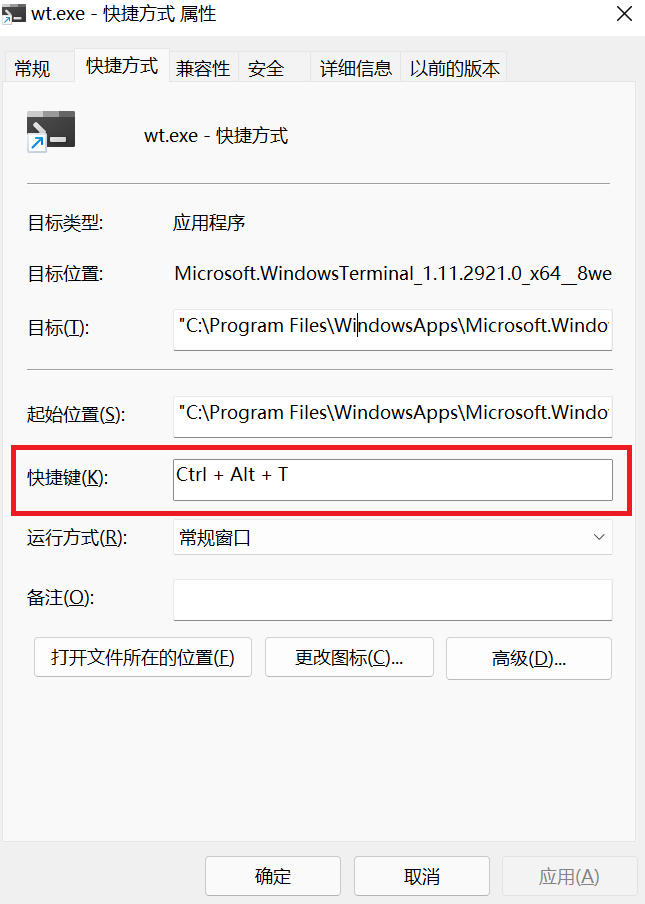 wt.exe - 快捷方式 属性
常规 快捷方式 兼容性 安全 详细信息 以前的版本
wt.exe - 快捷方式
目标类型: 应用程序
目标位置: Microsoft.WindowsTerminal_1.11.2921.0_x64__8we
目标(T): "C:\Program Files\WindowsApps\Microsoft.Windo
起始位置(S): "C:\Program Files\WindowsApps\Microsoft.Windo
快捷键(K): Ctrl + Alt + T
运行方式(R): 常规窗口
备注(O):
打开文件所在的位置(F) 更改图标(C)... 高级(D)...
确定 取消 应用(A)